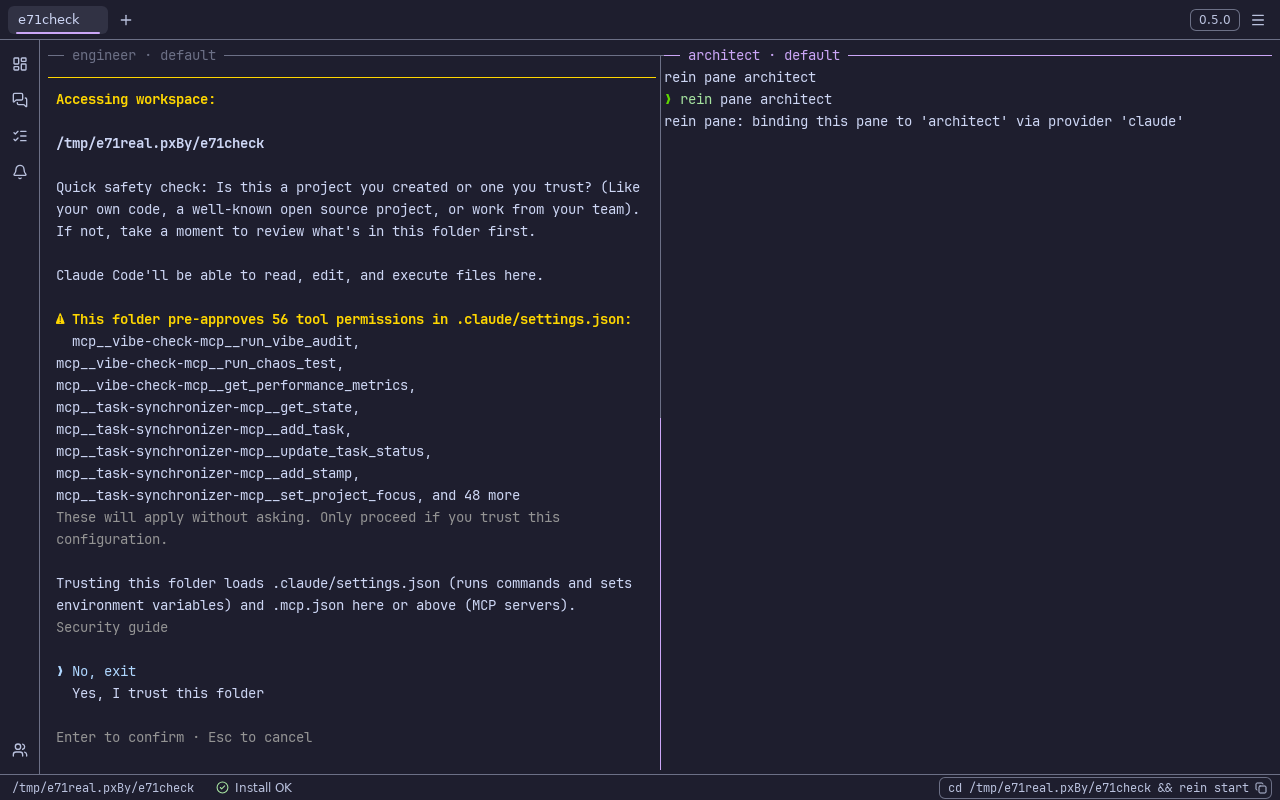 e71check
0.5.0
engineer · default
Accessing workspace:
/tmp/e71real.pxBy/e71check
Quick safety check: Is this a project you created or one you trust? (Like
your own code, a well-known open source project, or work from your team).
If not, take a moment to review what's in this folder first.
Claude Code'll be able to read, edit, and execute files here.
⚠ This folder pre-approves 56 tool permissions in .claude/settings.json:
mcp__vibe-check-mcp__run_vibe_audit,
mcp__vibe-check-mcp__run_chaos_test,
mcp__vibe-check-mcp__get_performance_metrics,
mcp__task-synchronizer-mcp__get_state,
mcp__task-synchronizer-mcp__add_task,
mcp__task-synchronizer-mcp__update_task_status,
mcp__task-synchronizer-mcp__add_stamp,
mcp__task-synchronizer-mcp__set_project_focus, and 48 more
These will apply without asking. Only proceed if you trust this
configuration.
Trusting this folder loads .claude/settings.json (runs commands and sets
environment variables) and .mcp.json here or above (MCP servers).
Security guide
❯ No, exit
Yes, I trust this folder
Enter to confirm · Esc to cancel
architect · default
rein pane architect
❯ rein pane architect
rein pane: binding this pane to 'architect' via provider 'claude'
/tmp/e71real.pxBy/e71check
Install OK
cd /tmp/e71real.pxBy/e71check && rein start